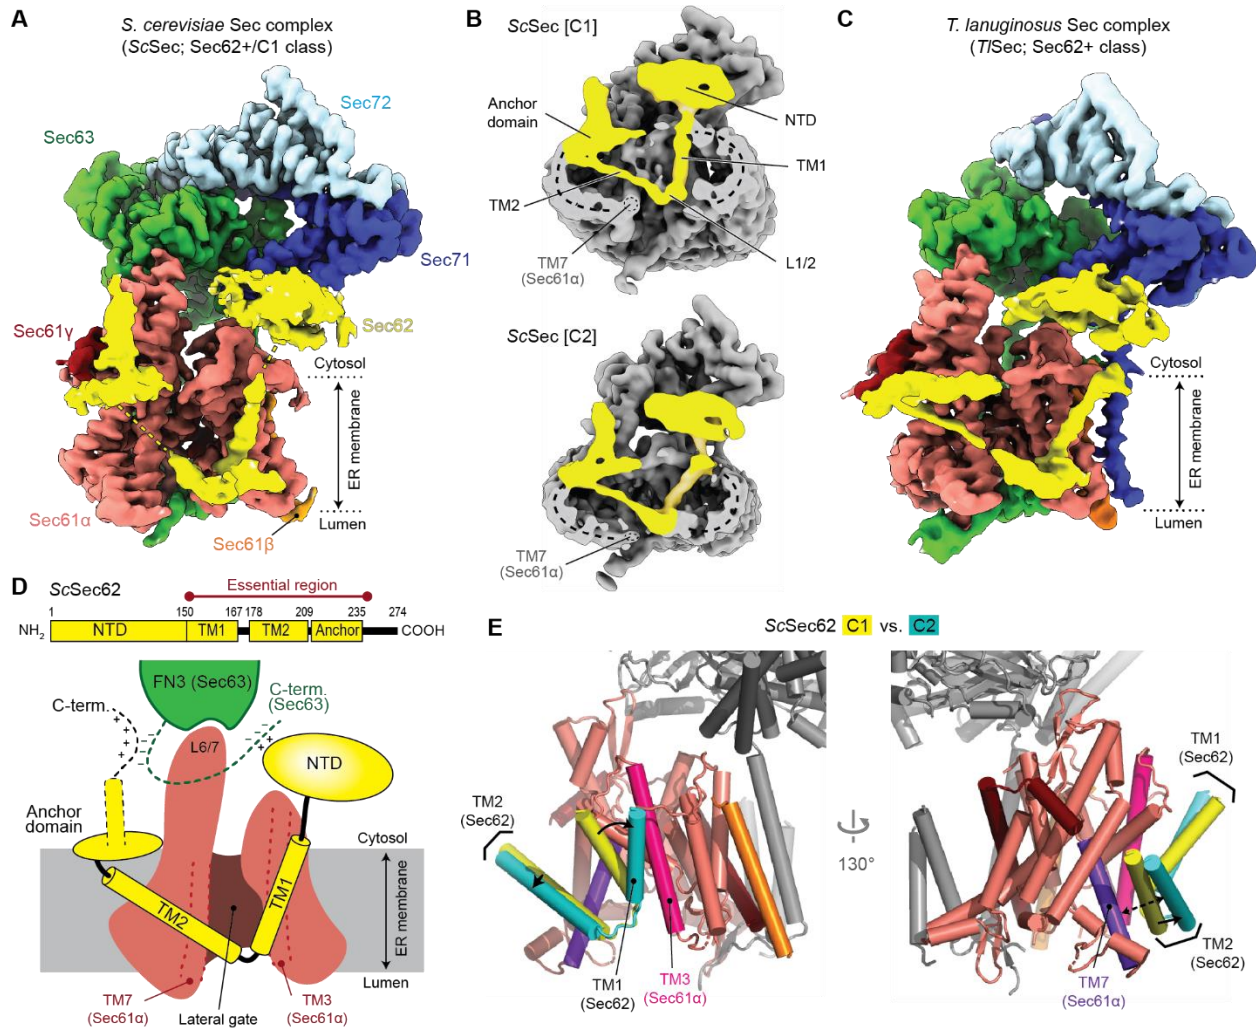 A
S. cerevisiae Sec complex
(ScSec; Sec62+/C1 class)
Sec72
Sec63
Sec71
Sec62
Sec61γ
Cytosol
ER membrane
Lumen
Sec61α
Sec61β
B
ScSec [C1]
Anchor
domain
NTD
TM1
TM2
TM7
(Sec61α)
L1/2
ScSec [C2]
TM7
(Sec61α)
C
T. lanuginosus Sec complex
(TlSec; Sec62+ class)
Cytosol
ER membrane
Lumen
D
ScSec62
Essential region
1 150 167 178 209 235 274
NH2 NTD TM1 TM2 Anchor COOH
FN3 (Sec63)
C-term.
C-term.
(Sec63)
L6/7
NTD
Anchor
domain
Cytosol
TM1
TM2
ER membrane
Lumen
TM7
(Sec61α)
Lateral gate
TM3
(Sec61α)
E
ScSec62 C1 vs. C2
TM2
(Sec62)
TM1
(Sec62)
TM3
(Sec61α)
130°
TM1
(Sec62)
TM2
(Sec62)
TM7
(Sec61α)